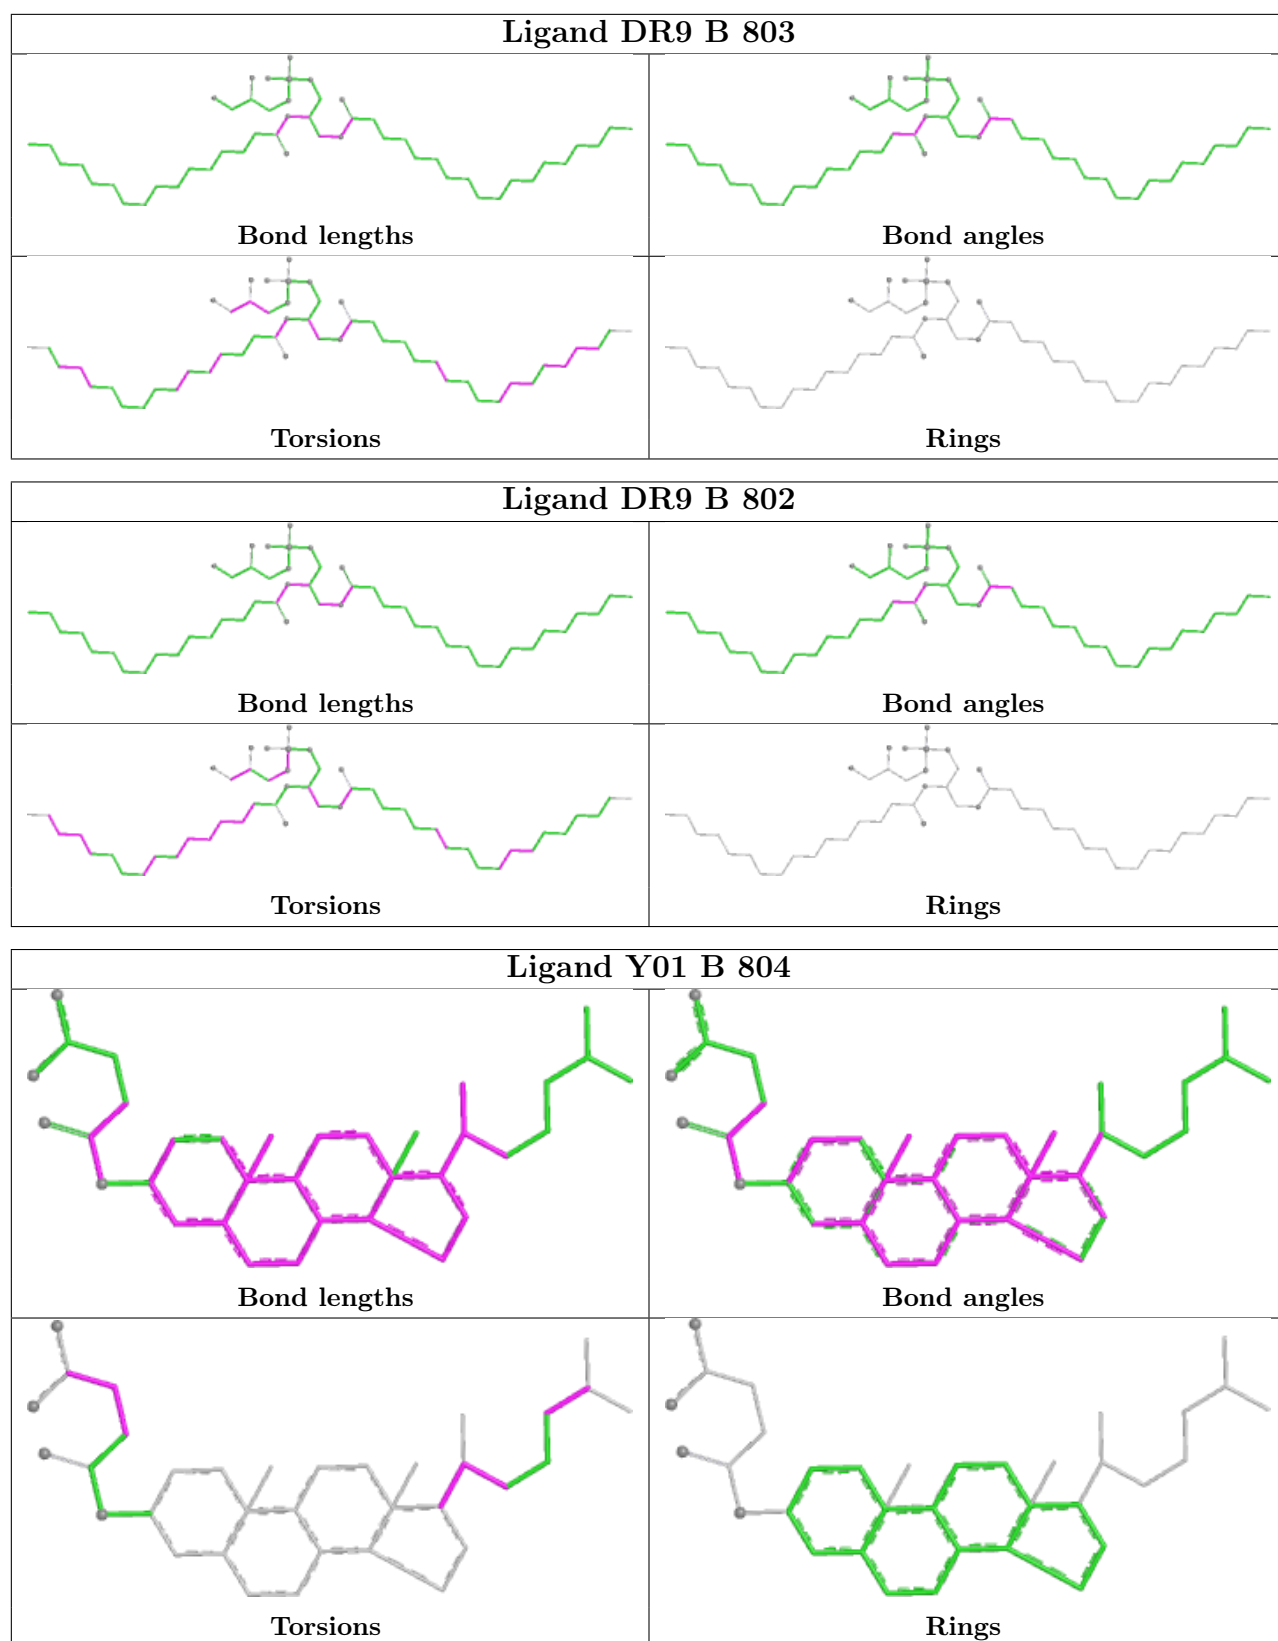 Ligand DR9 B 803
Bond lengths
Bond angles
Torsions
Rings
Ligand DR9 B 802
Bond lengths
Bond angles
Torsions
Rings
Ligand Y01 B 804
Bond lengths
Bond angles
Torsions
Rings